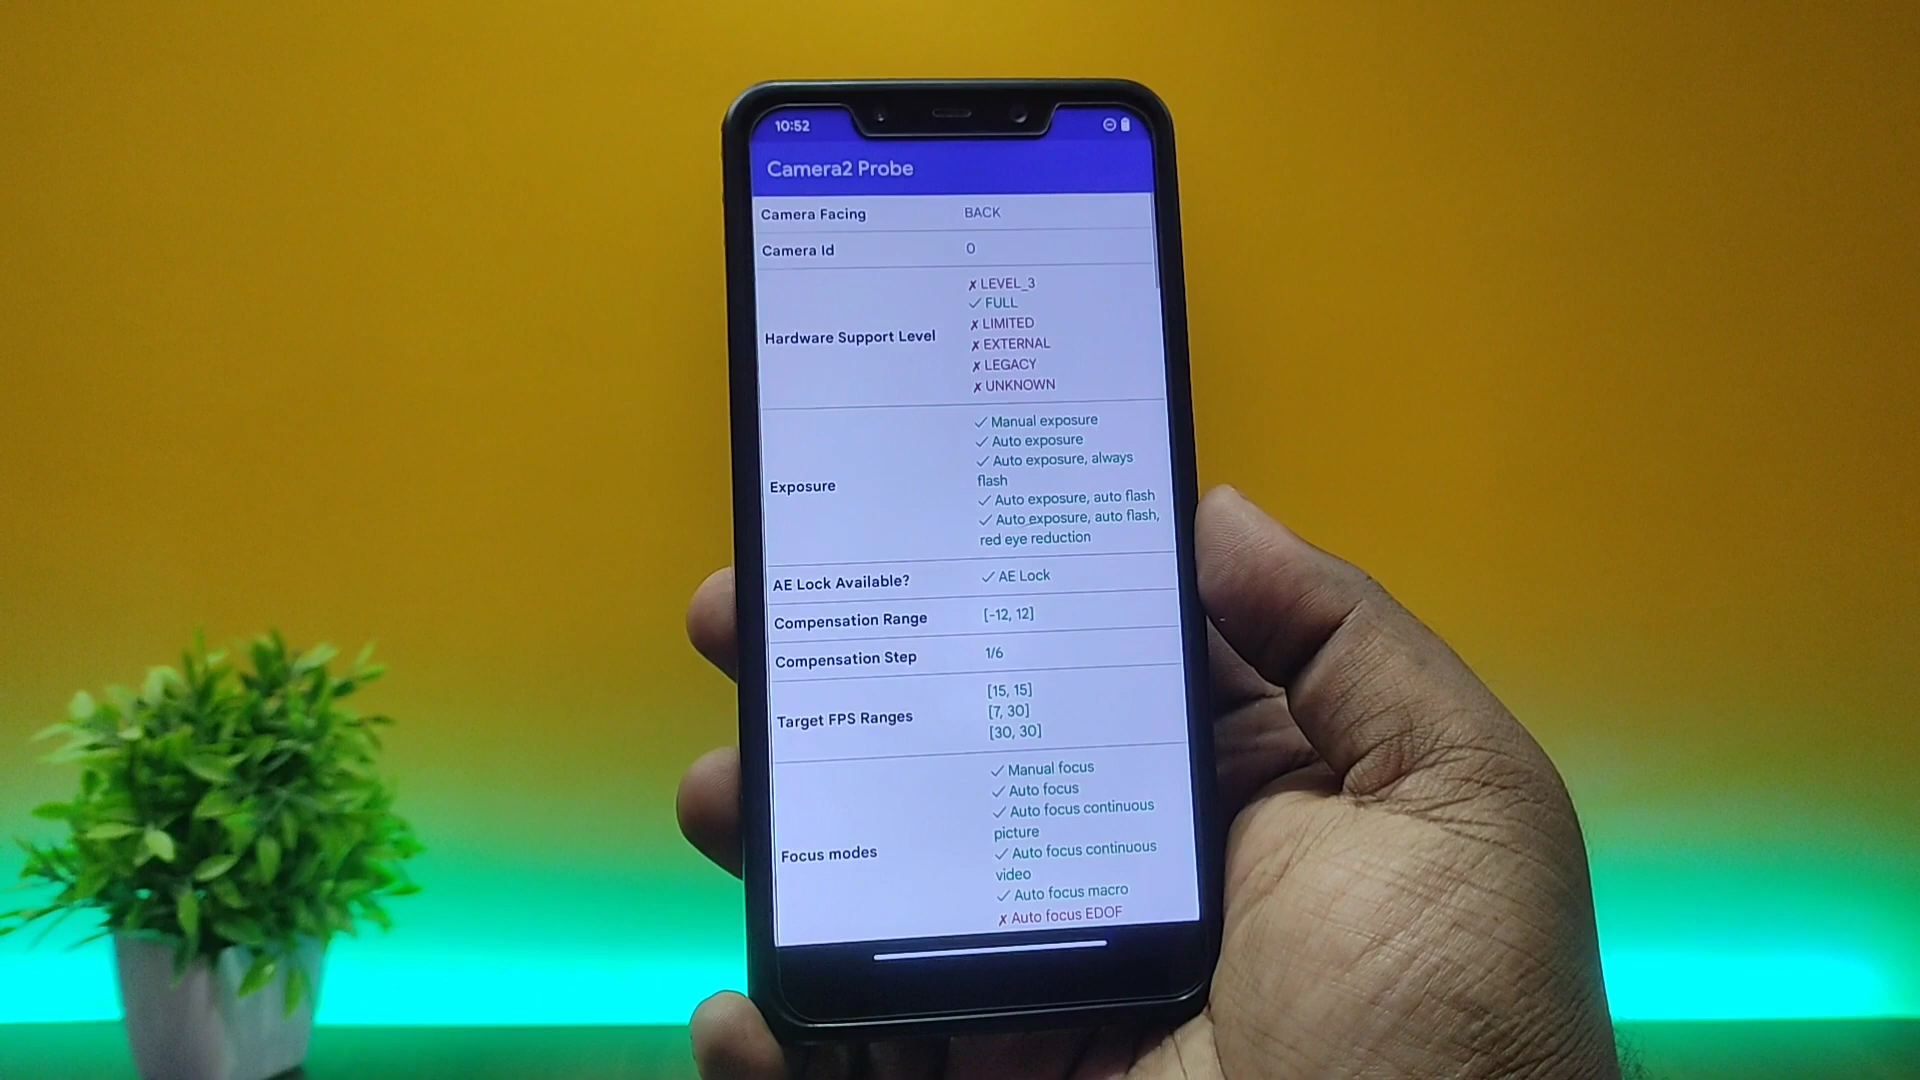 10:52
Camera2 Probe
Camera Facing BACK
Camera Id 0
Hardware Support Level
✗ LEVEL_3
✓ FULL
✗ LIMITED
✗ EXTERNAL
✗ LEGACY
✗ UNKNOWN
Exposure
✓ Manual exposure
✓ Auto exposure
✓ Auto exposure, always
flash
✓ Auto exposure, auto flash
✓ Auto exposure, auto flash,
red eye reduction
AE Lock Available? ✓ AE Lock
Compensation Range [-12, 12]
Compensation Step 1/6
Target FPS Ranges
[15, 15]
[7, 30]
[30, 30]
Focus modes
✓ Manual focus
✓ Auto focus
✓ Auto focus continuous
picture
✓ Auto focus continuous
video
✓ Auto focus macro
✗ Auto focus EDOF